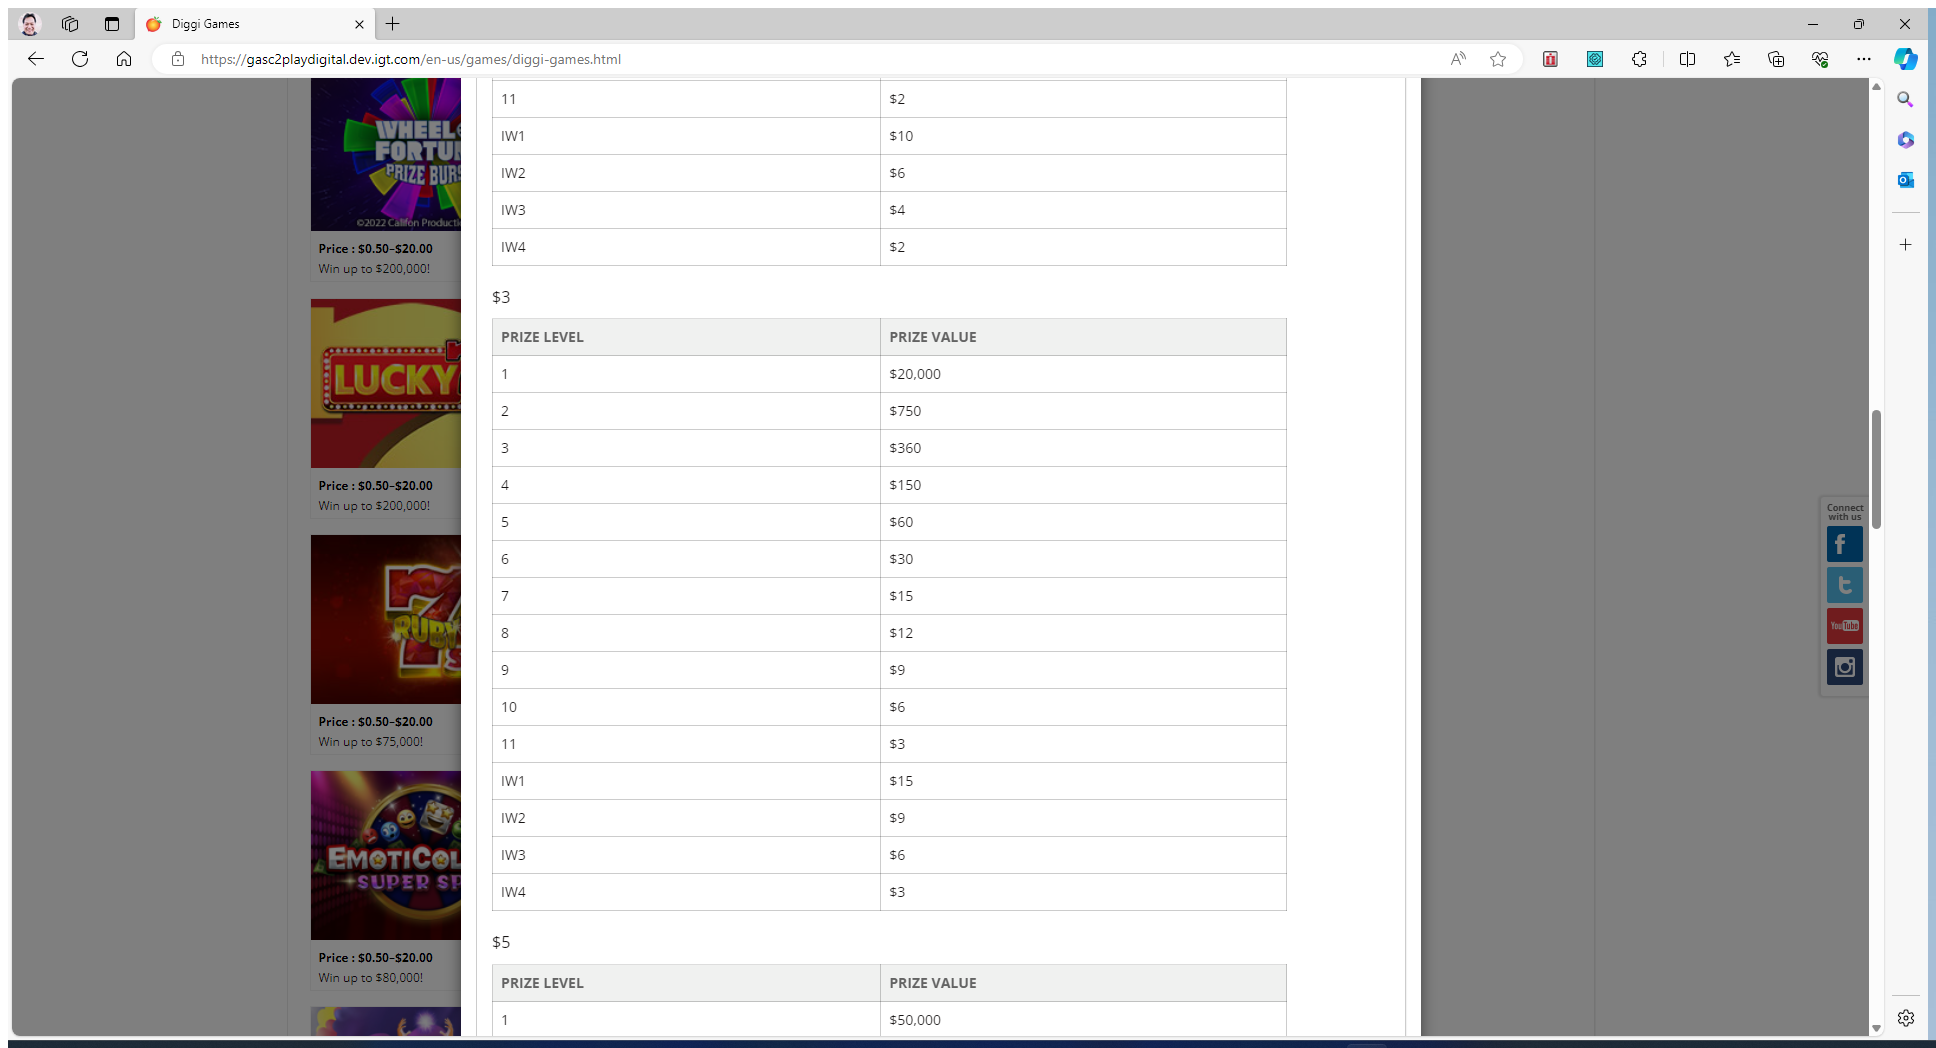 Diggi Games
https://gasc2playdigital.dev.igt.com/en-us/games/diggi-games.html
WHEEL
FORTU
PRIZE BURS
©2022 Califon Producti
Price : $0.50–$20.00
Win up to $200,000!
LUCKY
Price : $0.50–$20.00
Win up to $200,000!
7
RUBY
Price : $0.50–$20.00
Win up to $75,000!
EMOTICOL
SUPER SP
Price : $0.50–$20.00
Win up to $80,000!
11 $2
IW1 $10
IW2 $6
IW3 $4
IW4 $2
$3
PRIZE LEVEL PRIZE VALUE
1 $20,000
2 $750
3 $360
4 $150
5 $60
6 $30
7 $15
8 $12
9 $9
10 $6
11 $3
IW1 $15
IW2 $9
IW3 $6
IW4 $3
$5
PRIZE LEVEL PRIZE VALUE
1 $50,000
Connect
with us
You Tube